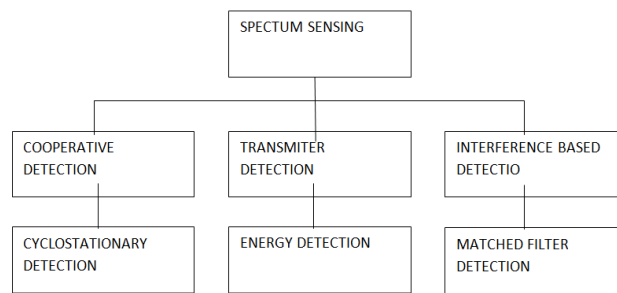 SPECTUM SENSING
COOPERATIVE
DETECTION
TRANSMITER
DETECTION
INTERFERENCE BASED
DETECTIO
CYCLOSTATIONARY
DETECTION
ENERGY DETECTION
MATCHED FILTER
DETECTION